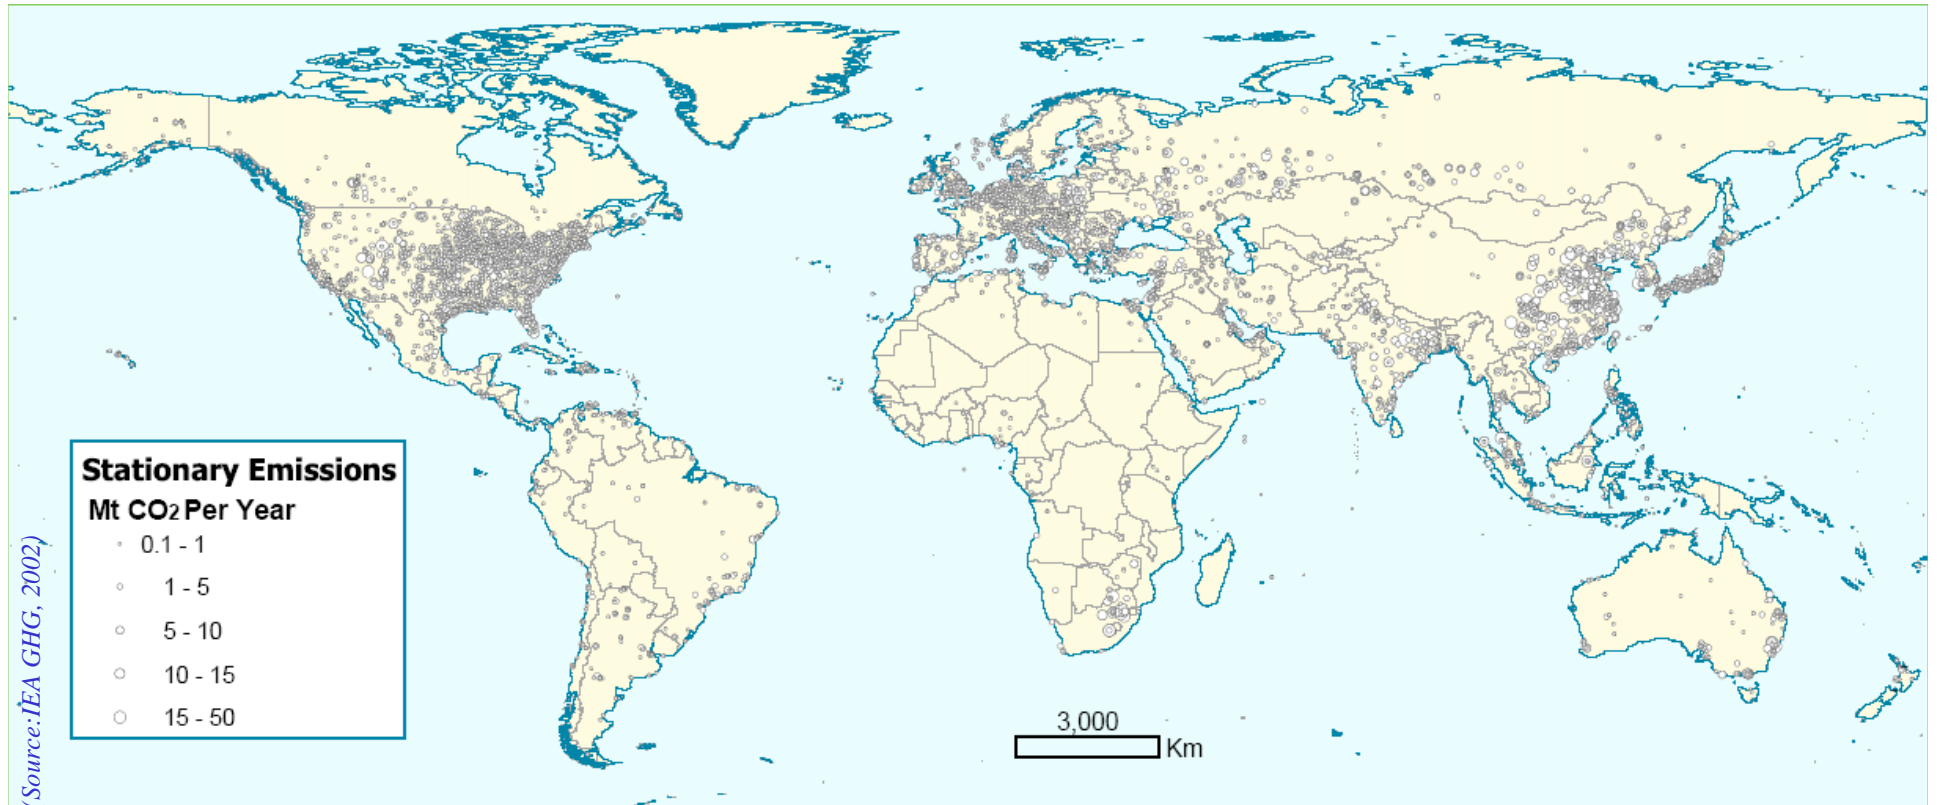 Stationary Emissions
Mt CO2 Per Year
0.1 - 1
1 - 5
5 - 10
10 - 15
15 - 50
3,000
Km
(Source:IEA GHG, 2002)